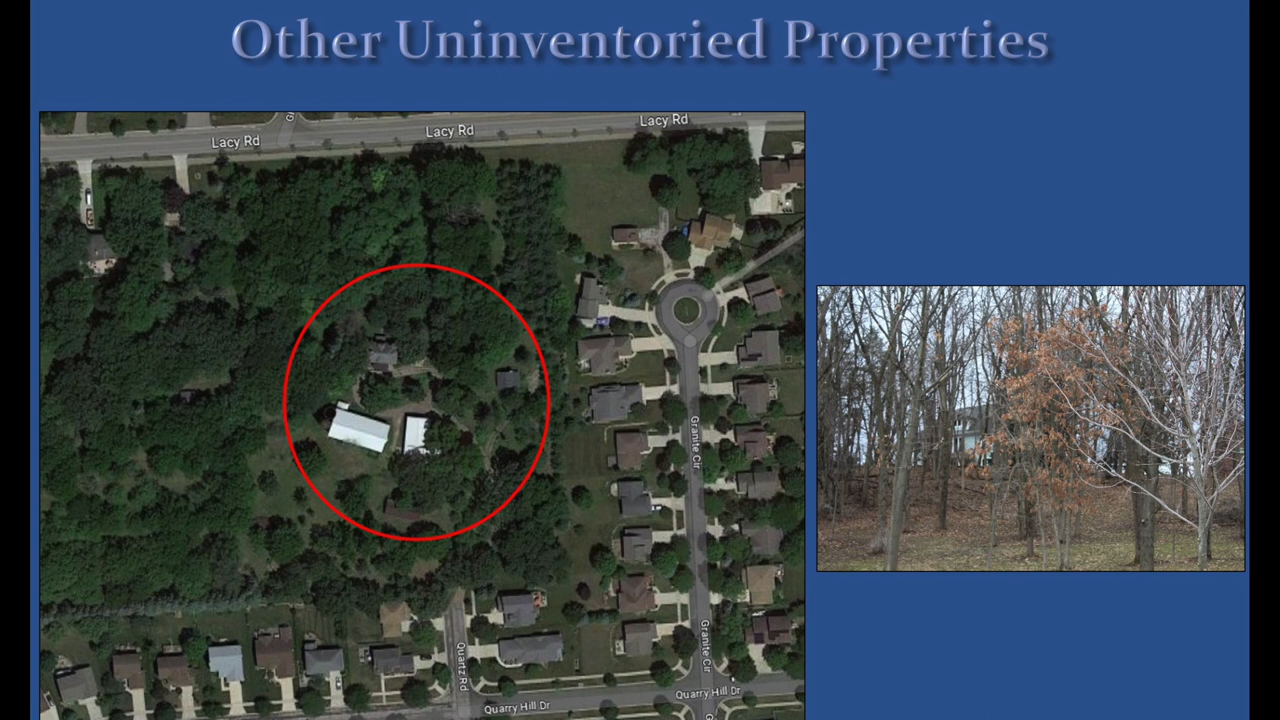 Other Uninventoried Properties
Lacy Rd
Lacy Rd
Lacy Rd
Granite Cir
Granite Cir
Quartz Rd
Quarry Hill Dr
Quarry Hill Dr